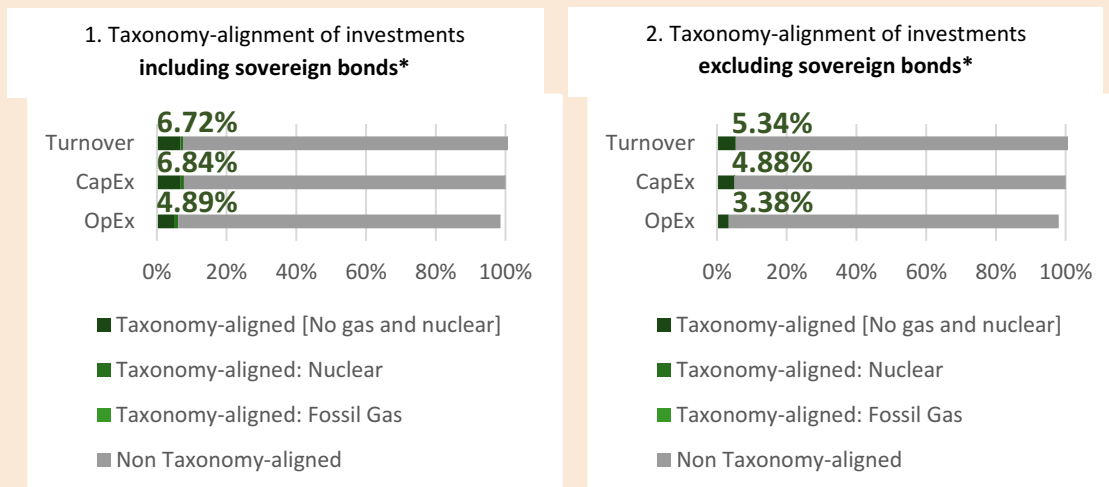 1. Taxonomy-alignment of investments
including sovereign bonds*
6.72%
Turnover
6.84%
CapEx
4.89%
OpEx
0% 20% 40% 60% 80% 100%
Taxonomy-aligned [No gas and nuclear]
Taxonomy-aligned: Nuclear
Taxonomy-aligned: Fossil Gas
Non Taxonomy-aligned
2. Taxonomy-alignment of investments
excluding sovereign bonds*
5.34%
Turnover
4.88%
CapEx
3.38%
OpEx
0% 20% 40% 60% 80% 100%
Taxonomy-aligned [No gas and nuclear]
Taxonomy-aligned: Nuclear
Taxonomy-aligned: Fossil Gas
Non Taxonomy-aligned